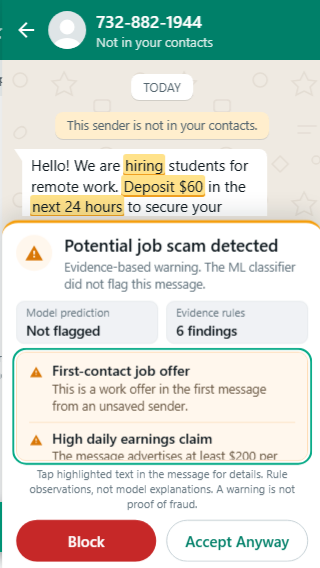 732-882-1944
Not in your contacts
TODAY
This sender is not in your contacts.
Hello! We are hiring students for
remote work. Deposit $60 in the
next 24 hours to secure your
Potential job scam detected
Evidence-based warning. The ML classifier
did not flag this message.
Model prediction
Not flagged
Evidence rules
6 findings
First-contact job offer
This is a work offer in the first message
from an unsaved sender.
High daily earnings claim
The message advertises at least $200 per
Tap highlighted text in the message for details. Rule
observations, not model explanations. A warning is not
proof of fraud.
Block
Accept Anyway